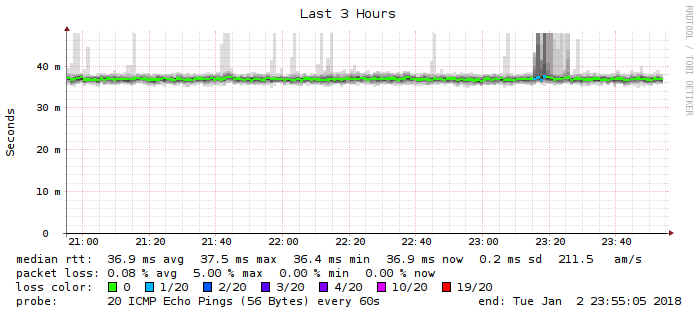 Last 3 Hours
RRDTOOL / TOBI OETIKER
Seconds
40 m
30 m
20 m
10 m
0
21:00 21:20 21:40 22:00 22:20 22:40 23:00 23:20 23:40
median rtt: 36.9 ms avg 37.5 ms max 36.4 ms min 36.9 ms now 0.2 ms sd 211.5 am/s
packet loss: 0.08 % avg 5.00 % max 0.00 % min 0.00 % now
loss color: 0 1/20 2/20 3/20 4/20 10/20 19/20
probe: 20 ICMP Echo Pings (56 Bytes) every 60s end: Tue Jan 2 23:55:05 2018